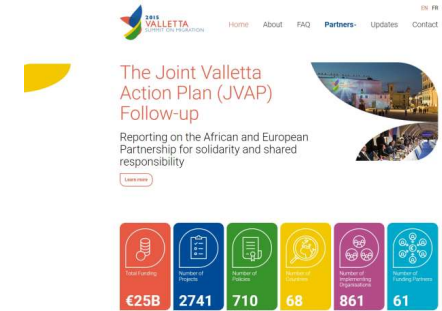 EN FR
2015
VALLETTA
SUMMIT ON MIGRATION
Home About FAQ Partners- Updates Contact
The Joint Valletta
Action Plan (JVAP)
Follow-up
Reporting on the African and European
Partnership for solidarity and shared
responsibility
Learn more
Total Funding
€25B
Number of
Projects
2741
Number of
Policies
710
Number of
Countries
68
Number of
Implementing
Organisations
861
Number of
Funding Partners
61